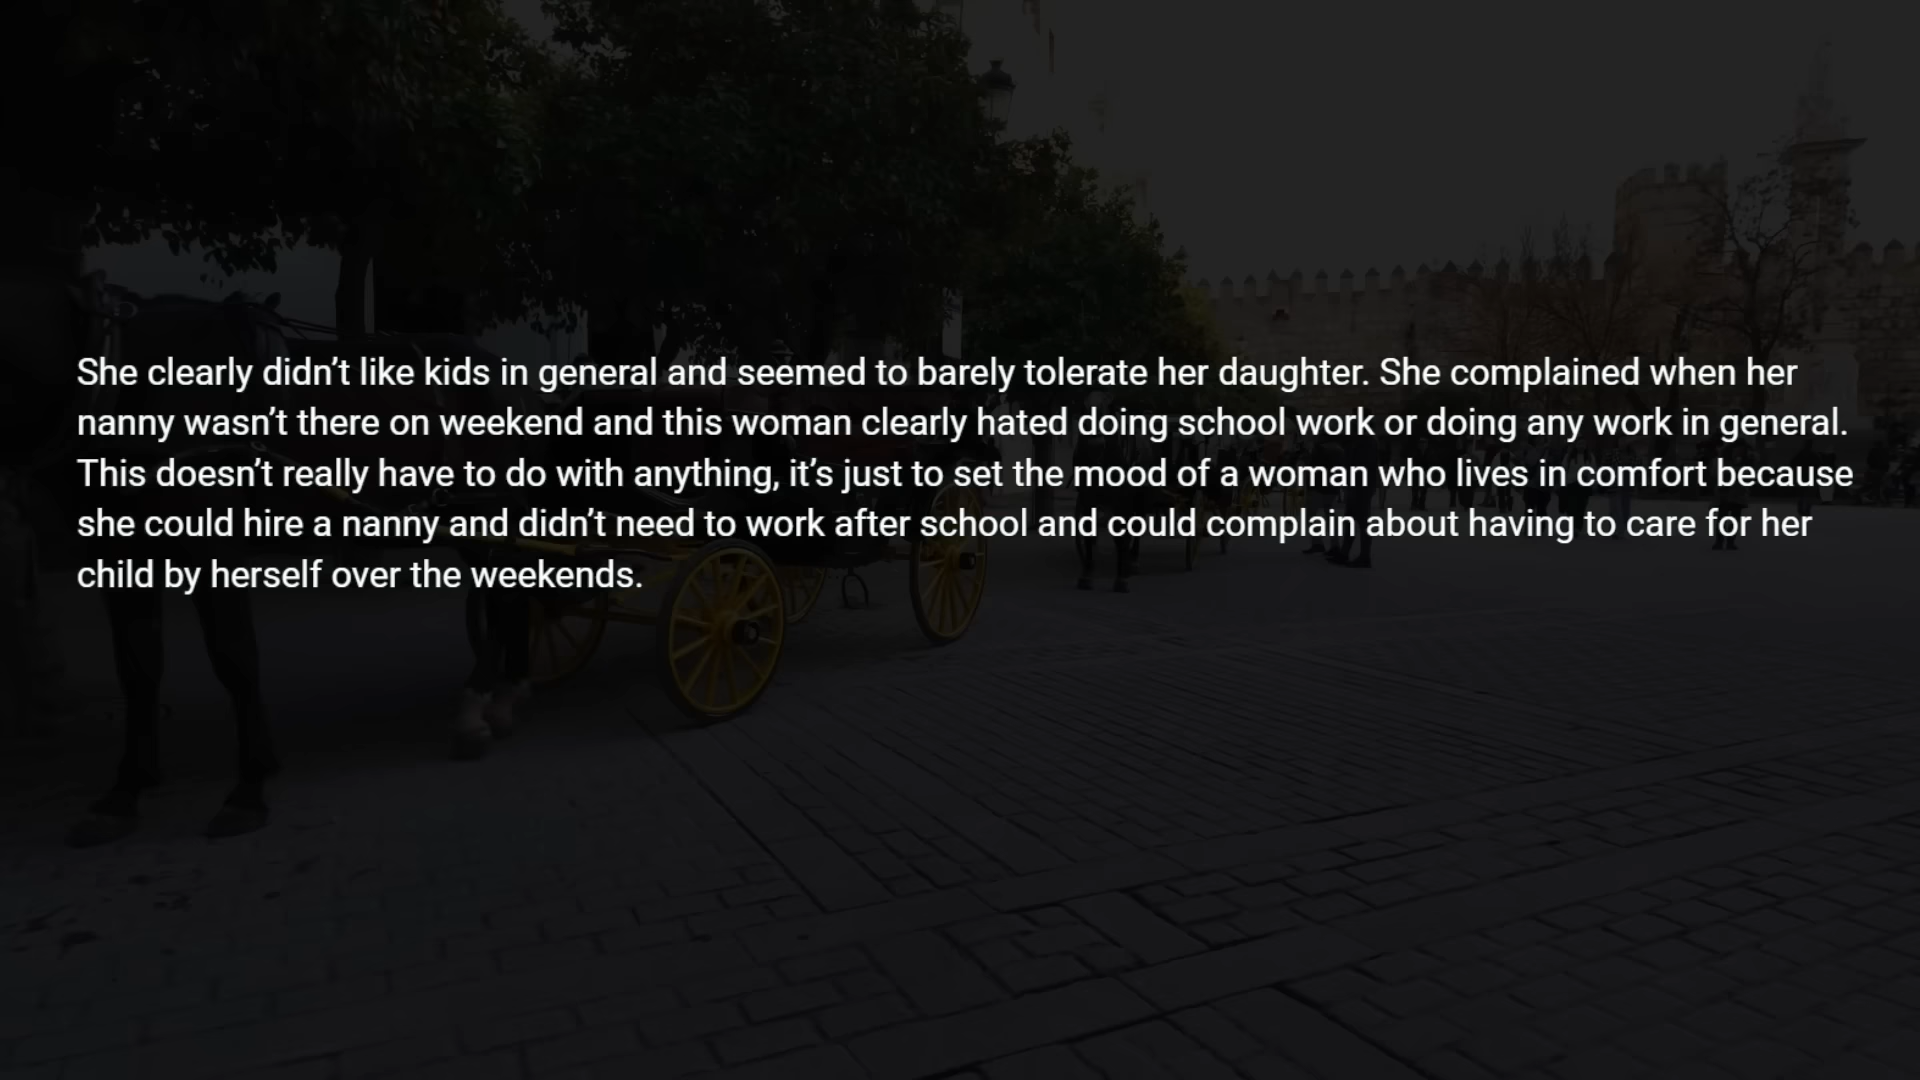 She clearly didn’t like kids in general and seemed to barely tolerate her daughter. She complained when her
nanny wasn’t there on weekend and this woman clearly hated doing school work or doing any work in general.
This doesn’t really have to do with anything, it’s just to set the mood of a woman who lives in comfort because
she could hire a nanny and didn’t need to work after school and could complain about having to care for her
child by herself over the weekends.